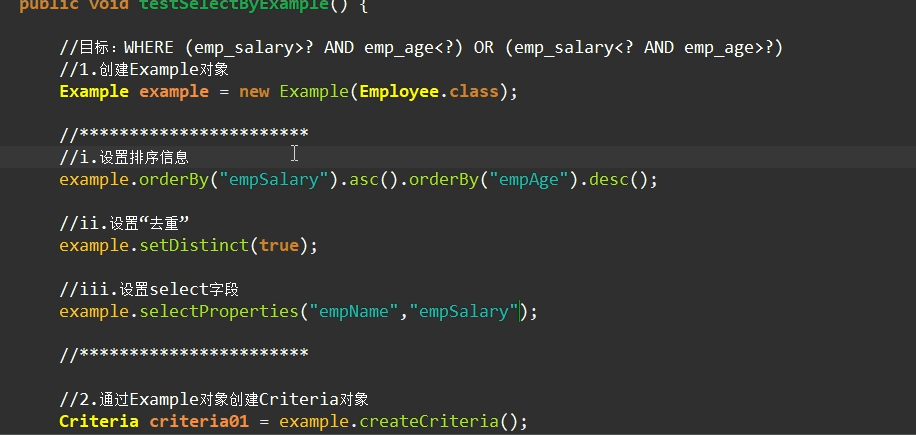 public void testSelectByExample() {
//目标：WHERE (emp_salary>? AND emp_age<?) OR (emp_salary<? AND emp_age>?)
//1.创建Example对象
Example example = new Example(Employee.class);
//***********************
//i.设置排序信息
example.orderBy("empSalary").asc().orderBy("empAge").desc();
//ii.设置“去重”
example.setDistinct(true);
//iii.设置select字段
example.selectProperties("empName","empSalary");
//***********************
//2.通过Example对象创建Criteria对象
Criteria criteria01 = example.createCriteria();